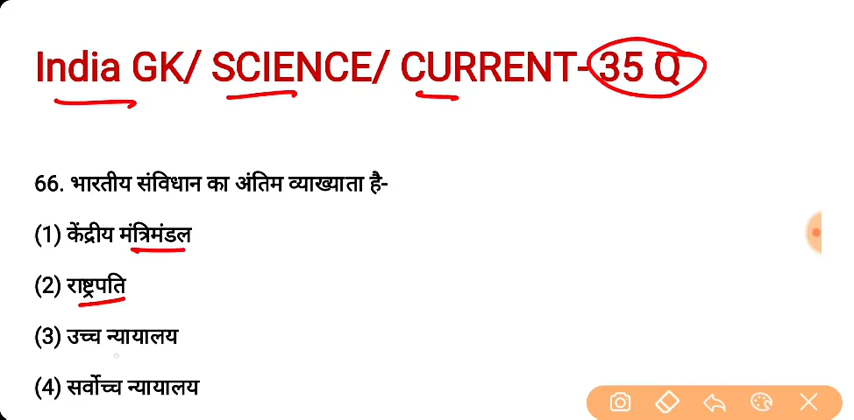 India GK/ SCIENCE/ CURRENT-35 Q
66. भारतीय संविधान का अंतिम व्याख्याता है-
(1) केंद्रीय मंत्रिमंडल
(2) राष्ट्रपति
(3) उच्च न्यायालय
(4) सर्वोच्च न्यायालय